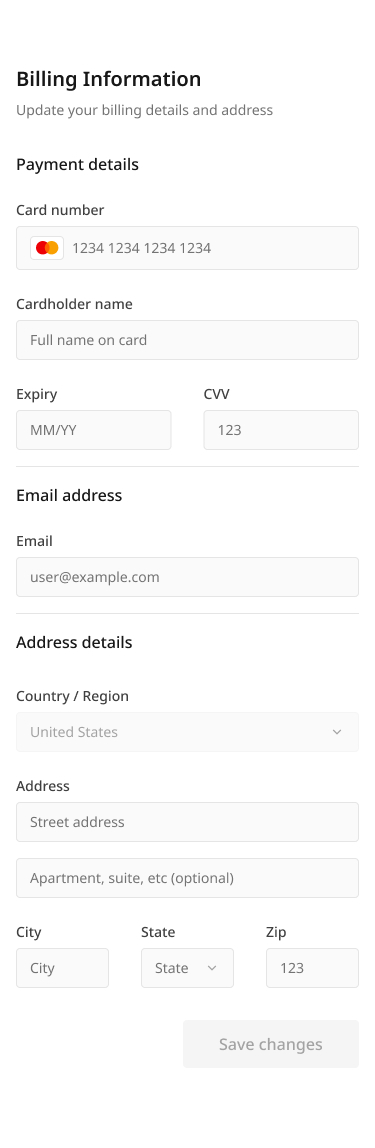 Billing Information
Update your billing details and address
Payment details
Card number
1234 1234 1234 1234
Cardholder name
Full name on card
Expiry CVV
MM/YY 123
Email address
Email
user@example.com
Address details
Country / Region
United States
Address
Street address
Apartment, suite, etc (optional)
City State Zip
City State 123
Save changes